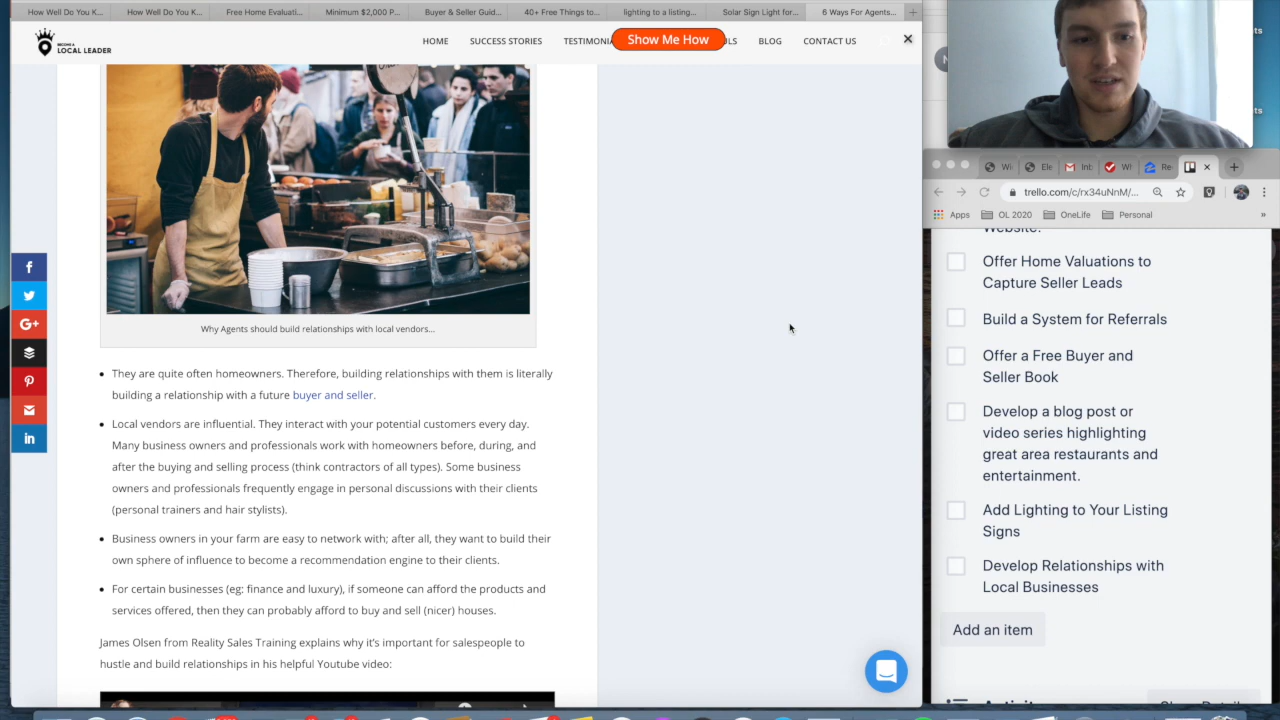 How Well Do You K...
How Well Do You K...
Free Home Evaluati...
Minimum $2,000 P...
Buyer & Seller Guid...
40+ Free Things to...
lighting to a listing...
Solar Sign Light for...
6 Ways For Agents...
BECOME A
LOCAL LEADER
HOME
SUCCESS STORIES
TESTIMONIA
Show Me How
LS
BLOG
CONTACT US
Why Agents should build relationships with local vendors...
They are quite often homeowners. Therefore, building relationships with them is literally
building a relationship with a future buyer and seller.
Local vendors are influential. They interact with your potential customers every day.
Many business owners and professionals work with homeowners before, during, and
after the buying and selling process (think contractors of all types). Some business
owners and professionals frequently engage in personal discussions with their clients
(personal trainers and hair stylists).
Business owners in your farm are easy to network with; after all, they want to build their
own sphere of influence to become a recommendation engine to their clients.
For certain businesses (eg: finance and luxury), if someone can afford the products and
services offered, then they can probably afford to buy and sell (nicer) houses.
James Olsen from Reality Sales Training explains why it's important for salespeople to
hustle and build relationships in his helpful Youtube video:
Wi
Ele
Inb
W
Re
trello.com/c/rx34uNnM/...
Apps
OL 2020
OneLife
Personal
»
Website.
Offer Home Valuations to
Capture Seller Leads
Build a System for Referrals
Offer a Free Buyer and
Seller Book
Develop a blog post or
video series highlighting
great area restaurants and
entertainment.
Add Lighting to Your Listing
Signs
Develop Relationships with
Local Businesses
Add an item